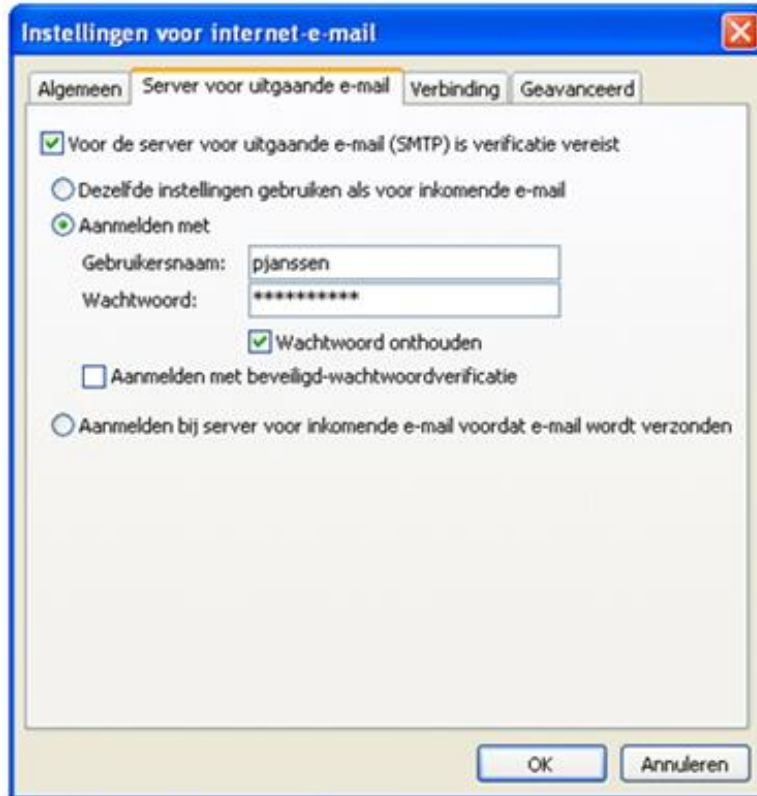 Instellingen voor internet-e-mail
Algemeen Server voor uitgaande e-mail Verbinding Geavanceerd
Voor de server voor uitgaande e-mail (SMTP) is verificatie vereist
Dezelfde instellingen gebruiken als voor inkomende e-mail
Aanmelden met
Gebruikersnaam: pjanssen
Wachtwoord: **********
Wachtwoord onthouden
Aanmelden met beveiligd-wachtwoordverificatie
Aanmelden bij server voor inkomende e-mail voordat e-mail wordt verzonden
OK Annuleren